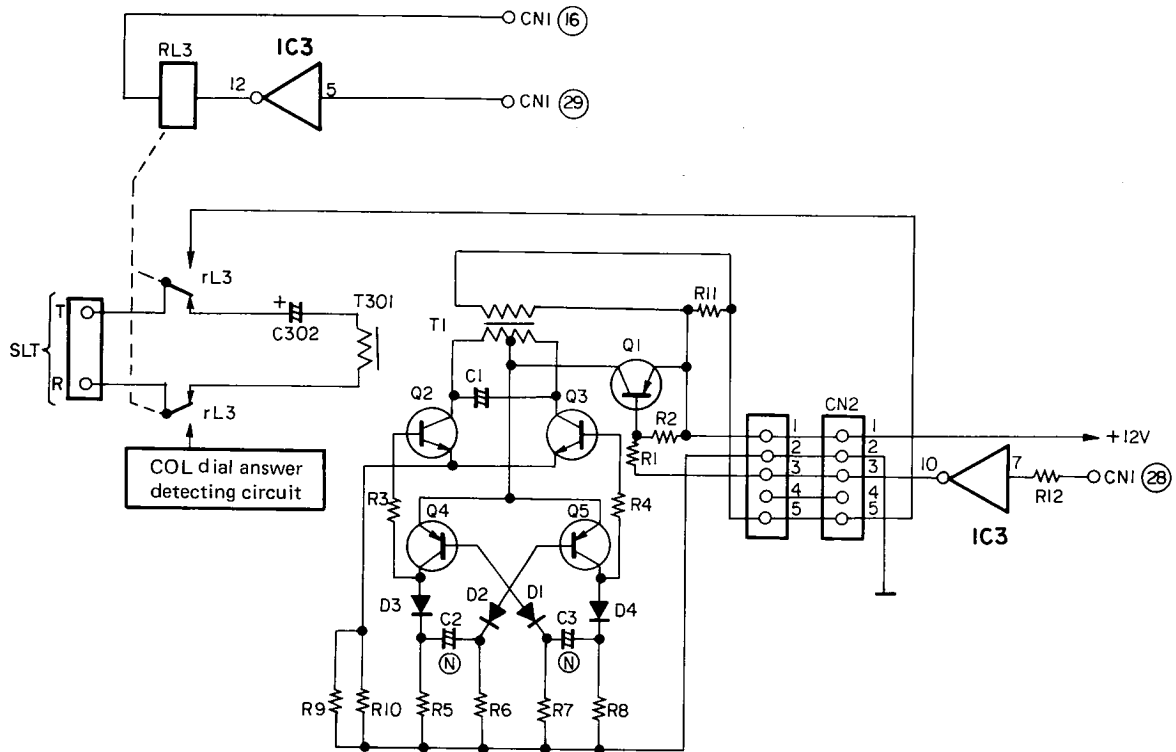 CN1 16
RL3
IC3
12
5
CN1 29
rL3
T
SLT
R
+
C302
T301
rL3
COL dial answer
detecting circuit
T1
R11
Q1
C1
Q2
Q3
R2
R1
CN2
1
1
2
2
3
3
4
4
5
5
+12V
10
7
R12
CN1 28
IC3
R3
R4
Q4
Q5
D3
D2
D1
D4
C2
C3
N
N
R9
R10
R5
R6
R7
R8